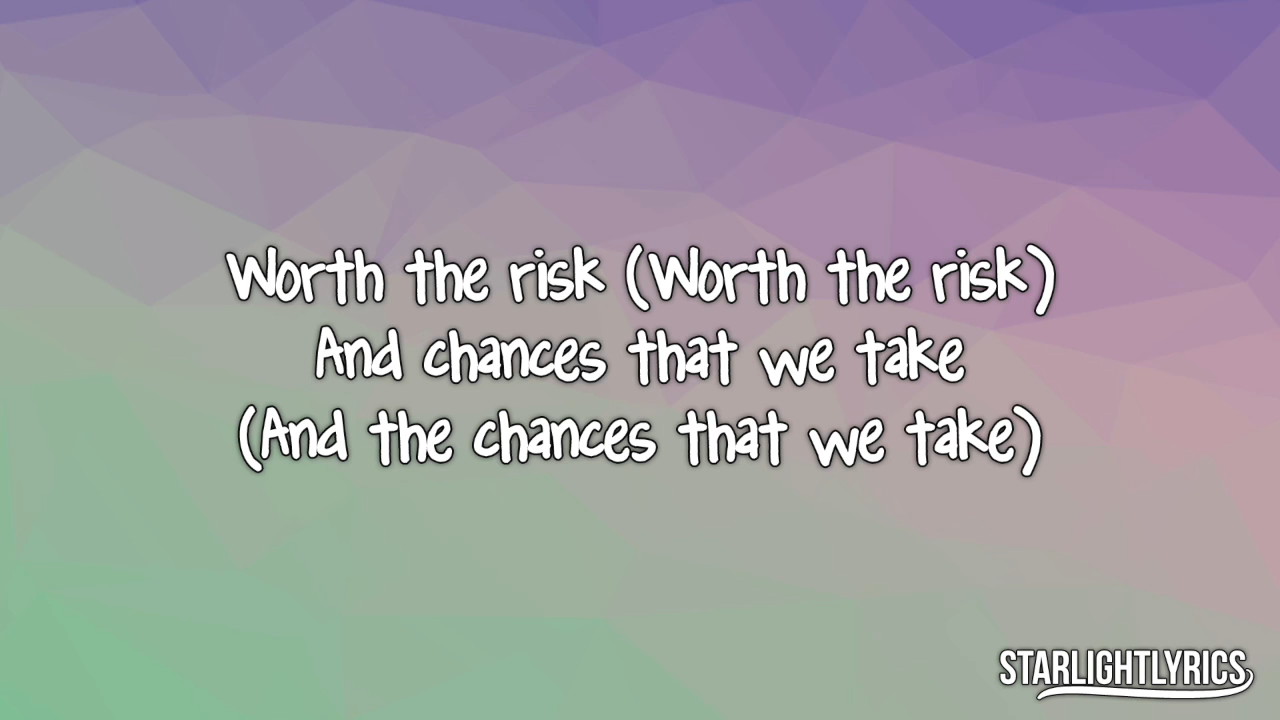 Worth the risk (Worth the risk)
And chances that we take
(And the chances that we take)
STARLIGHTLYRICS